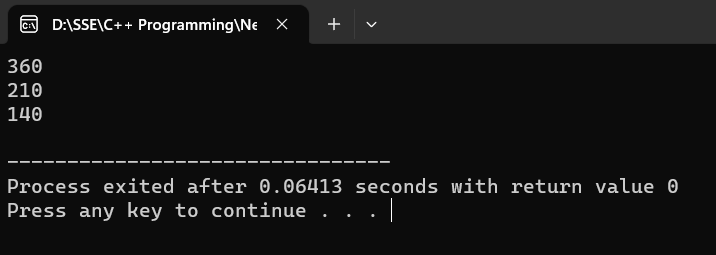 D:\SSE\C++ Programming\Ne
360
210
140
--------------------------------
Process exited after 0.06413 seconds with return value 0
Press any key to continue . . .